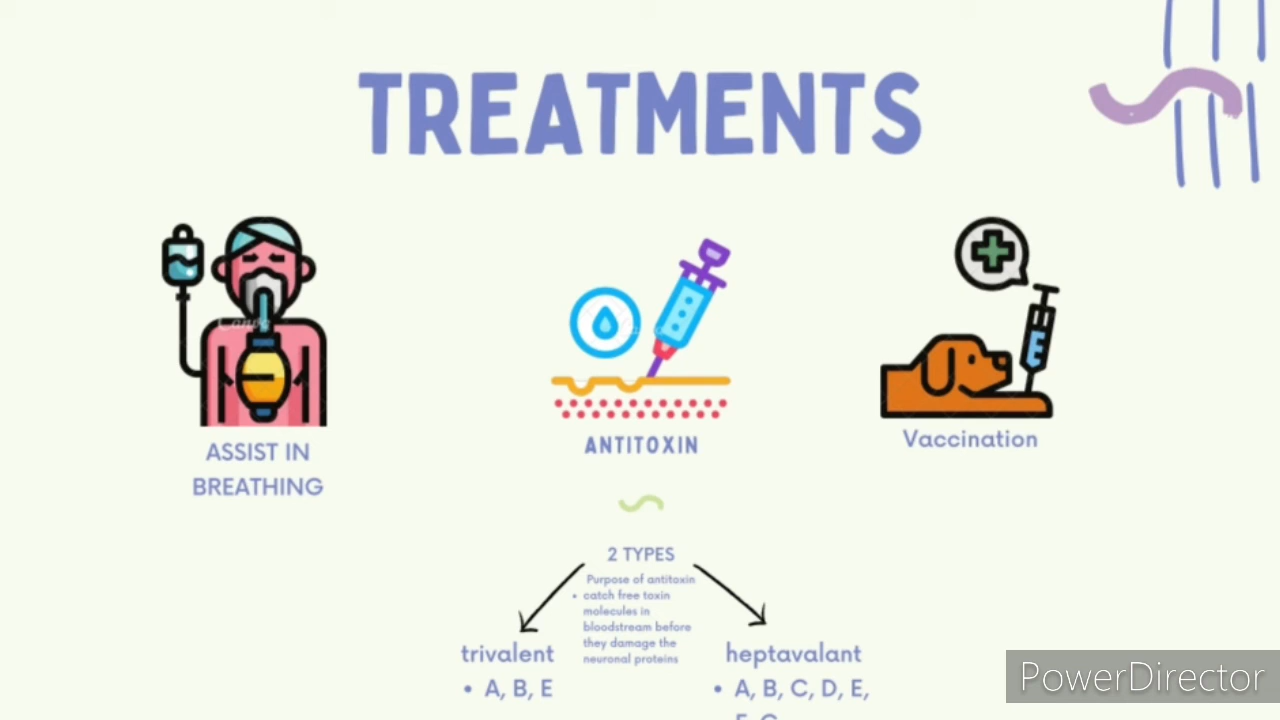 TREATMENTS
ASSIST IN
BREATHING
ANTITOXIN
Vaccination
2 TYPES
Purpose of antitoxin
• catch free toxin
molecules in
bloodstream before
they damage the
neuronal proteins
trivalent
• A, B, E
heptavalant
• A, B, C, D, E,
E
Canva
PowerDirector